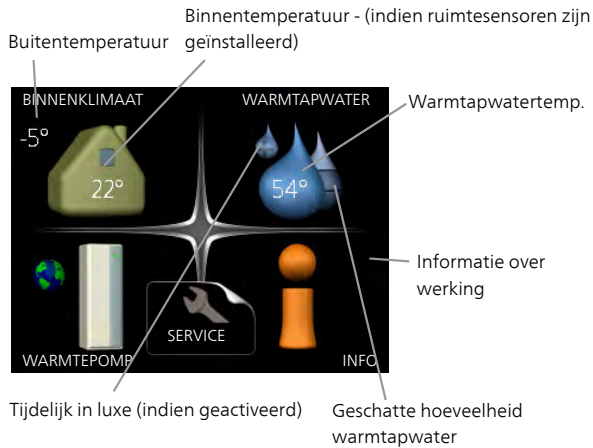 Binnentemperatuur - (indien ruimtesensoren zijn
geïnstalleerd)
Buitentemperatuur
BINNENKLIMAAT
WARMTAPWATER
Warmtapwatertemp.
-5°
22°
54°
Informatie over
werking
SERVICE
WARMTEPOMP
INFO
Tijdelijk in luxe (indien geactiveerd)
Geschatte hoeveelheid
warmtapwater